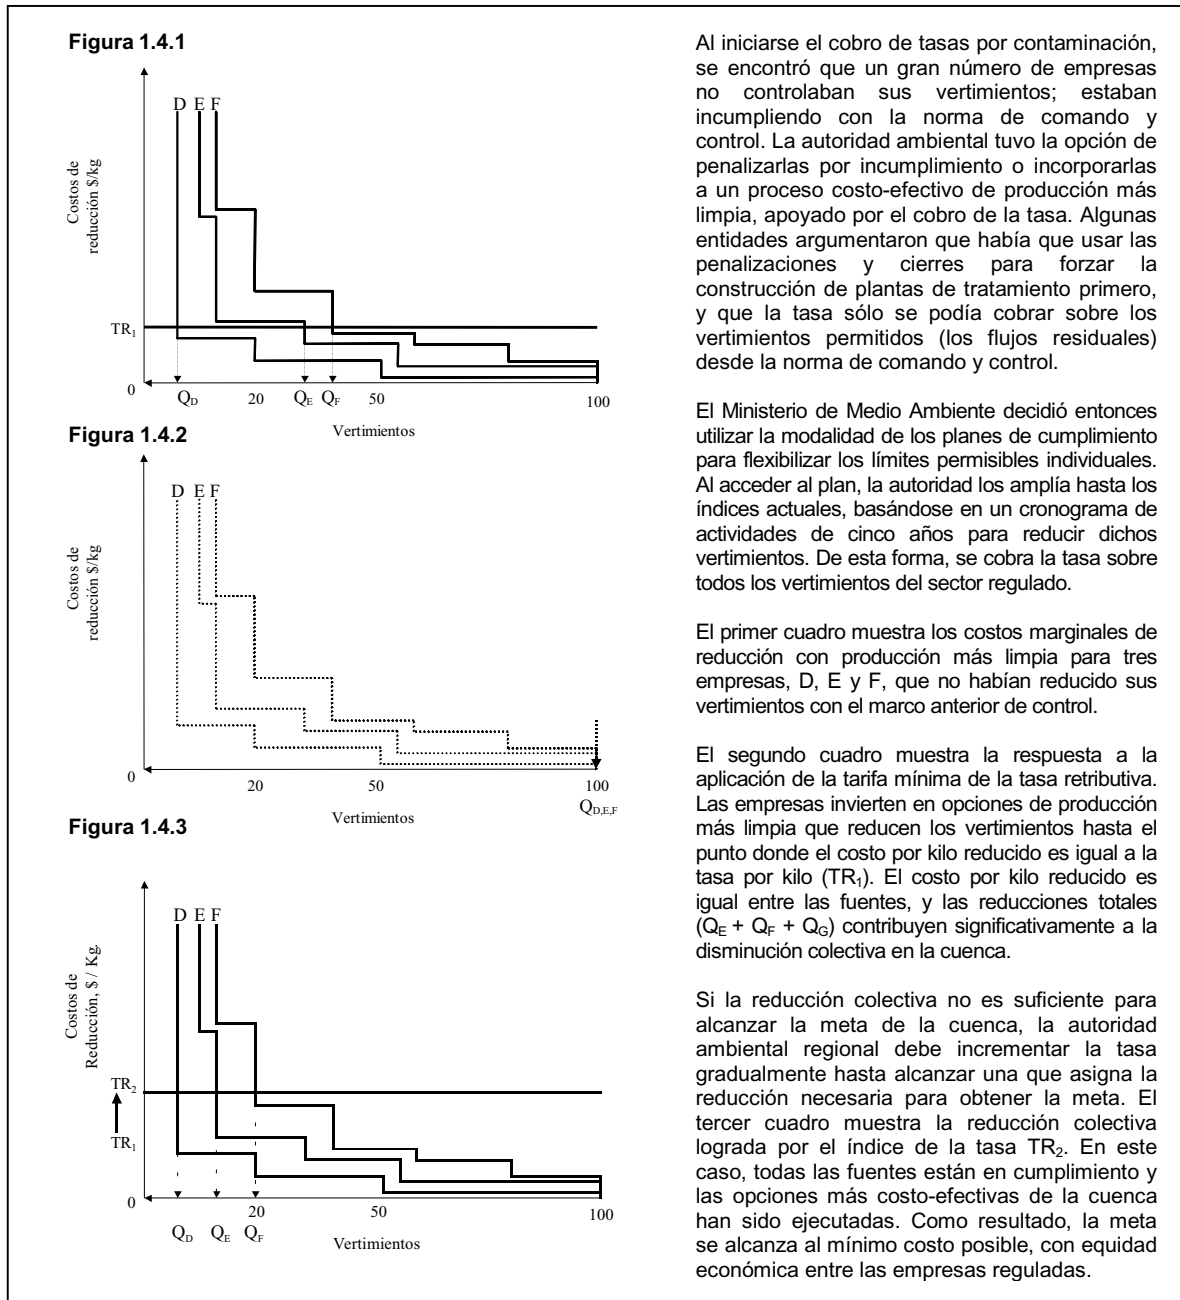 Figura 1.4.1
D E F
Costos de
reducción $/kg
TR1
0
QD 20 QE QF 50 100
Vertimientos
Figura 1.4.2
D E F
Costos de
reducción $/kg
0
20 50 100
QD,E,F
Vertimientos
Figura 1.4.3
D E F
Costos de
Reducción, $ / Kg.
TR2
TR1
0
20 50 100
QD QE QF
Vertimientos
Al iniciarse el cobro de tasas por contaminación,
se encontró que un gran número de empresas
no controlaban sus vertimientos; estaban
incumpliendo con la norma de comando y
control. La autoridad ambiental tuvo la opción de
penalizarlas por incumplimiento o incorporarlas
a un proceso costo-efectivo de producción más
limpia, apoyado por el cobro de la tasa. Algunas
entidades argumentaron que había que usar las
penalizaciones y cierres para forzar la
construcción de plantas de tratamiento primero,
y que la tasa sólo se podía cobrar sobre los
vertimientos permitidos (los flujos residuales)
desde la norma de comando y control.
El Ministerio de Medio Ambiente decidió entonces
utilizar la modalidad de los planes de cumplimiento
para flexibilizar los límites permisibles individuales.
Al acceder al plan, la autoridad los amplía hasta los
índices actuales, basándose en un cronograma de
actividades de cinco años para reducir dichos
vertimientos. De esta forma, se cobra la tasa sobre
todos los vertimientos del sector regulado.
El primer cuadro muestra los costos marginales de
reducción con producción más limpia para tres
empresas, D, E y F, que no habían reducido sus
vertimientos con el marco anterior de control.
El segundo cuadro muestra la respuesta a la
aplicación de la tarifa mínima de la tasa retributiva.
Las empresas invierten en opciones de producción
más limpia que reducen los vertimientos hasta el
punto donde el costo por kilo reducido es igual a la
tasa por kilo (TR1). El costo por kilo reducido es
igual entre las fuentes, y las reducciones totales
(QE + QF + QG) contribuyen significativamente a la
disminución colectiva en la cuenca.
Si la reducción colectiva no es suficiente para
alcanzar la meta de la cuenca, la autoridad
ambiental regional debe incrementar la tasa
gradualmente hasta alcanzar una que asigna la
reducción necesaria para obtener la meta. El
tercer cuadro muestra la reducción colectiva
lograda por el índice de la tasa TR2. En este
caso, todas las fuentes están en cumplimiento y
las opciones más costo-efectivas de la cuenca
han sido ejecutadas. Como resultado, la meta
se alcanza al mínimo costo posible, con equidad
económica entre las empresas reguladas.